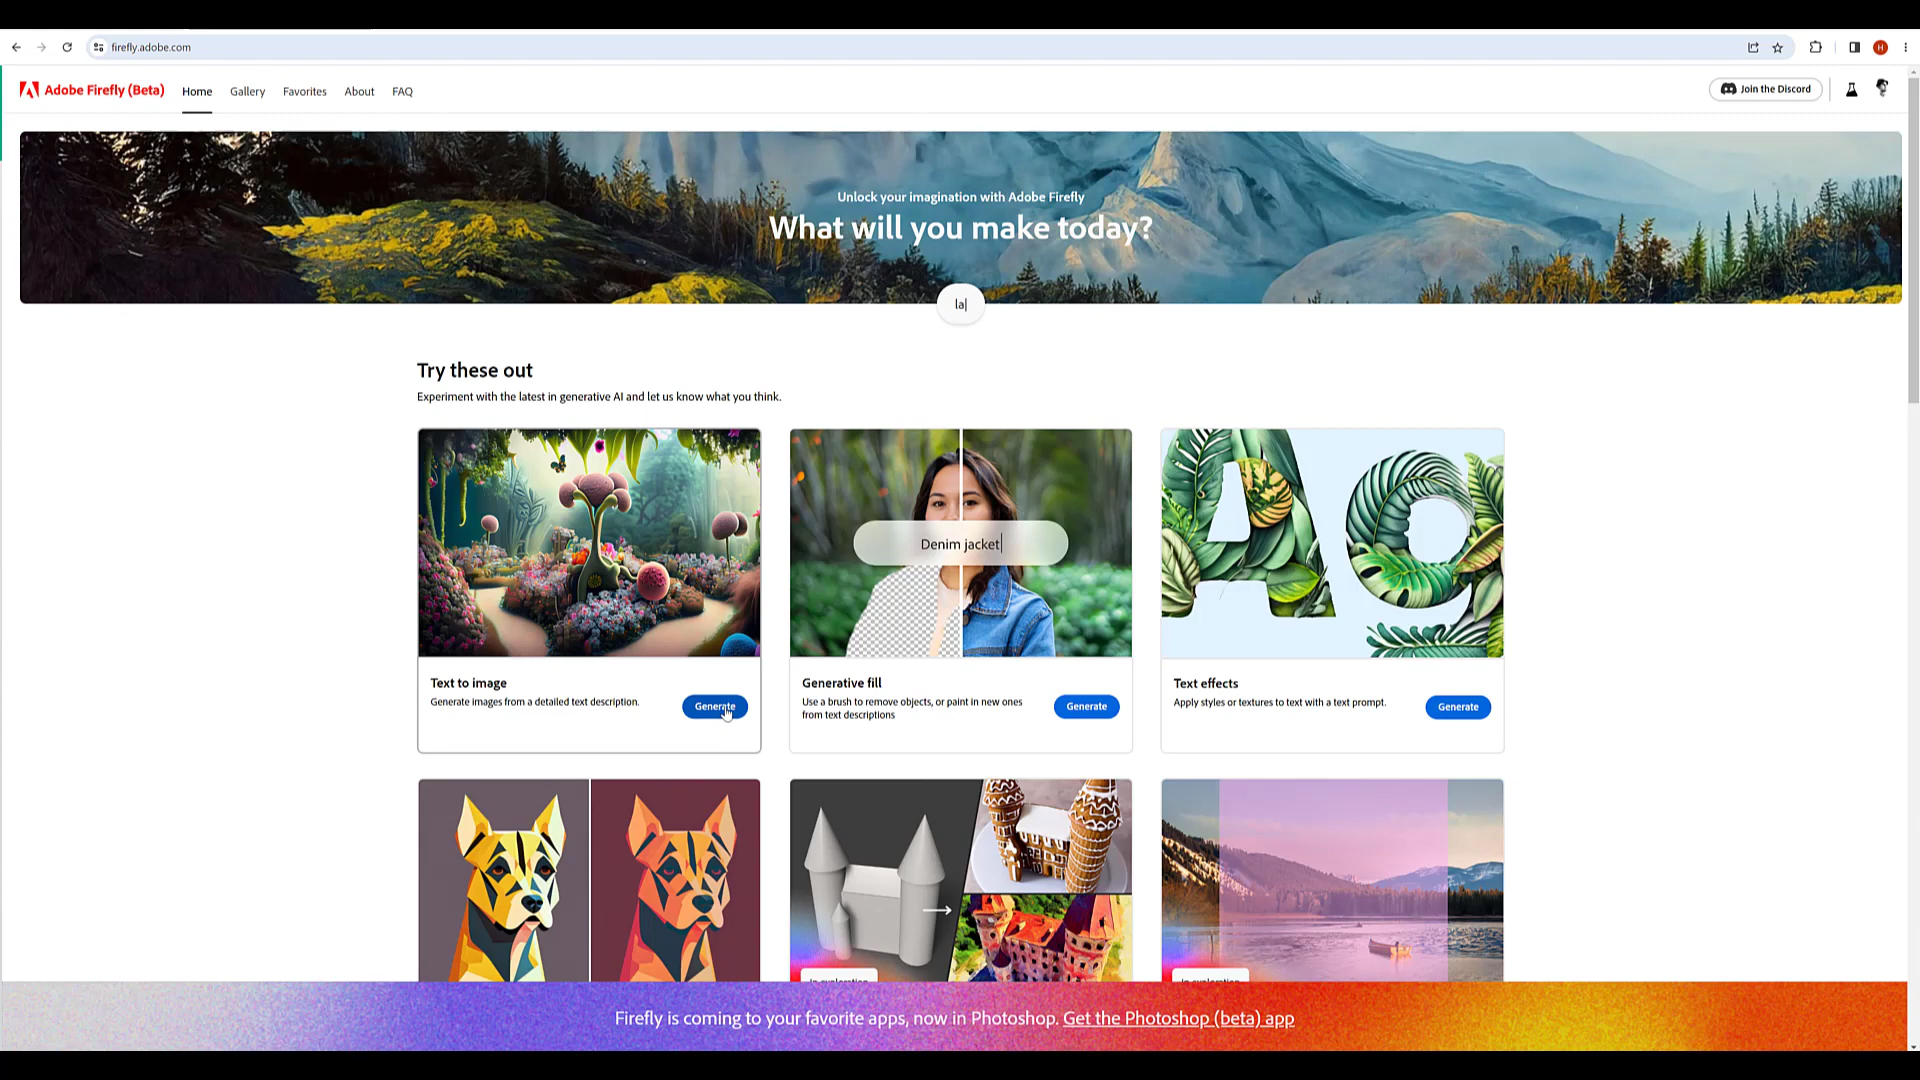 firefly.adobe.com
H
Adobe Firefly (Beta) Home Gallery Favorites About FAQ
Join the Discord
Unlock your imagination with Adobe Firefly
What will you make today?
la
Try these out
Experiment with the latest in generative AI and let us know what you think.
Denim jacket
Ag
Text to image
Generate images from a detailed text description.
Generate
Generative fill
Use a brush to remove objects, or paint in new ones
from text descriptions
Generate
Text effects
Apply styles or textures to text with a text prompt.
Generate
In exploration
In exploration
Firefly is coming to your favorite apps, now in Photoshop. Get the Photoshop (beta) app